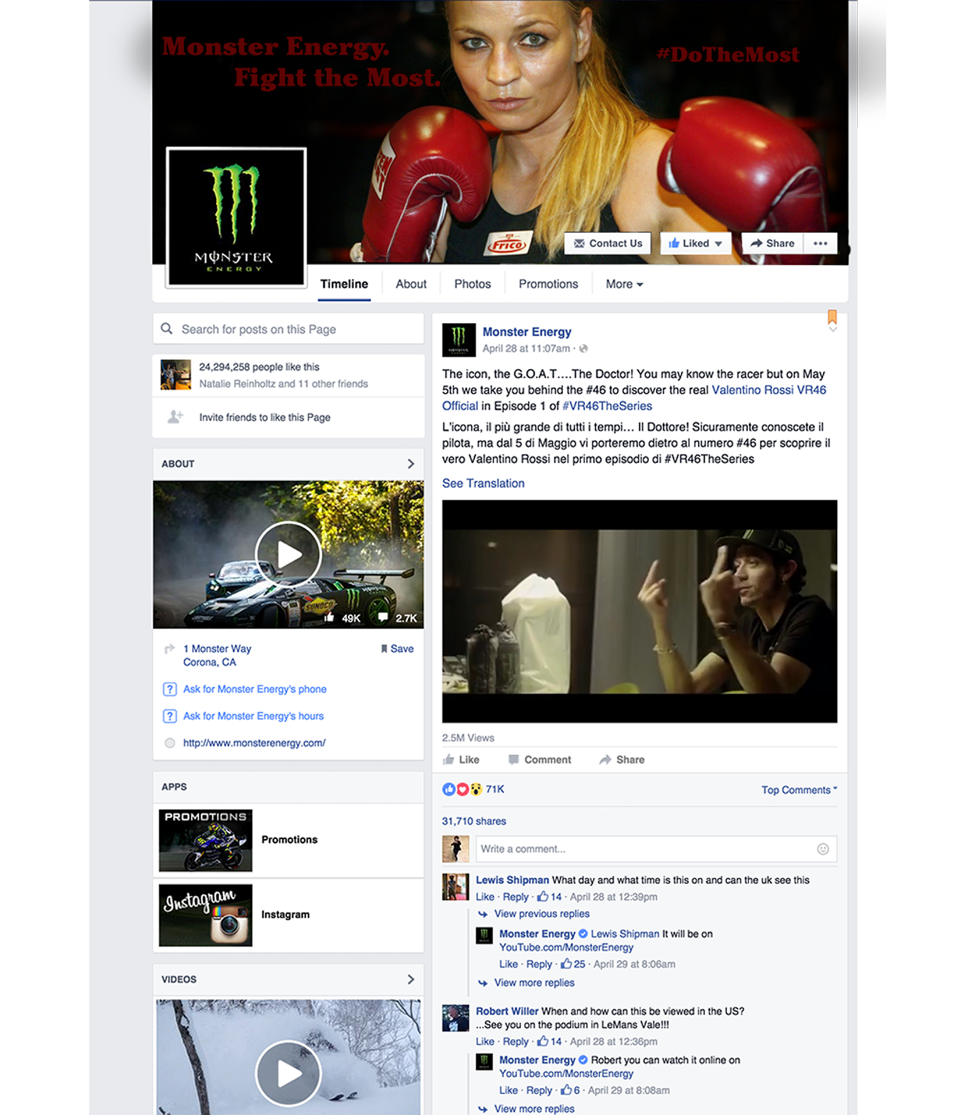 Monster Energy.
Fight the Most.
#DoTheMost
Frico
MONSTER
ENERGY
Contact Us
Liked
Share
Timeline
About
Photos
Promotions
More
Search for posts on this Page
24,294,258 people like this
Natalie Reinholtz and 11 other friends
Invite friends to like this Page
ABOUT
SUNOCO
49K
2.7K
1 Monster Way
Corona, CA
Save
Ask for Monster Energy's phone
Ask for Monster Energy's hours
http://www.monsterenergy.com/
APPS
PROMOTIONS
Promotions
Instagram
Instagram
VIDEOS
Monster Energy
April 28 at 11:07am ·
The icon, the G.O.A.T....The Doctor! You may know the racer but on May
5th we take you behind the #46 to discover the real Valentino Rossi VR46
Official in Episode 1 of #VR46TheSeries
L'icona, il più grande di tutti i tempi… Il Dottore! Sicuramente conoscete il
pilota, ma dal 5 di Maggio vi porteremo dietro al numero #46 per scoprire il
vero Valentino Rossi nel primo episodio di #VR46TheSeries
See Translation
2.5M Views
Like
Comment
Share
71K
Top Comments
31,710 shares
Write a comment...
Lewis Shipman What day and what time is this on and can the uk see this
Like · Reply · 14 · April 28 at 12:39pm
View previous replies
Monster Energy Lewis Shipman It will be on
YouTube.com/MonsterEnergy
Like · Reply · 25 · April 29 at 8:06am
View more replies
Robert Willer When and how can this be viewed in the US?
...See you on the podium in LeMans Vale!!!
Like · Reply · 14 · April 28 at 12:36pm
Monster Energy Robert you can watch it online on
YouTube.com/MonsterEnergy
Like · Reply · 6 · April 29 at 8:08am
View more replies